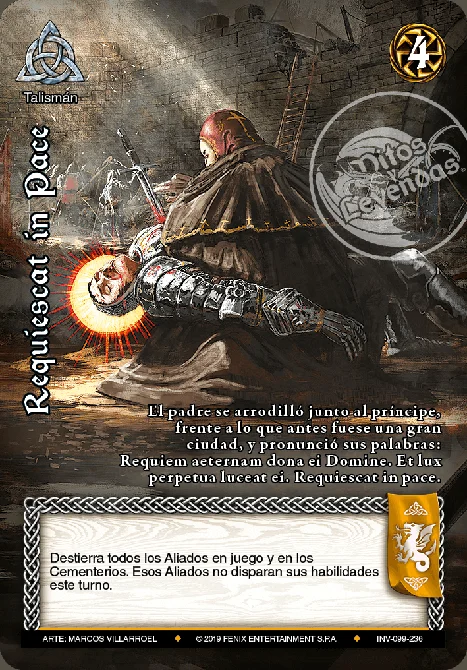 4
Talismán
Mitos
y
Leyendas
Requiescat in Pace
El padre se arrodilló junto al príncipe,
frente a lo que antes fuese una gran
ciudad, y pronunció sus palabras:
Requiem aeternam dona ei Domine. Et lux
perpetua luceat ei. Requiescat in pace.
Destierra todos los Aliados en juego y en los
Cementerios. Esos Aliados no disparan sus habilidades
este turno.
ARTE: MARCOS VILLARROEL ♦ © 2019 FENIX ENTERTAINMENT S.P.A. ♦ INV-099-236